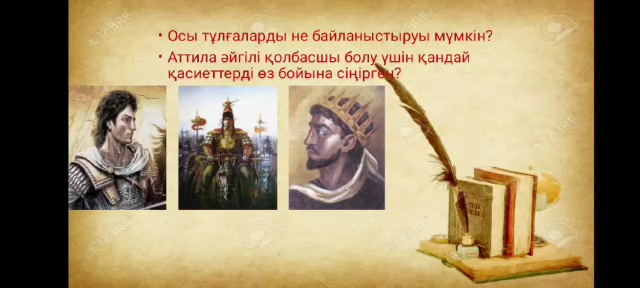 • Осы тұлғаларды не байланыстыруы мүмкін?
• Аттила әйгілі қолбасшы болу үшін қандай
қасиеттерді өз бойына сіңірген?